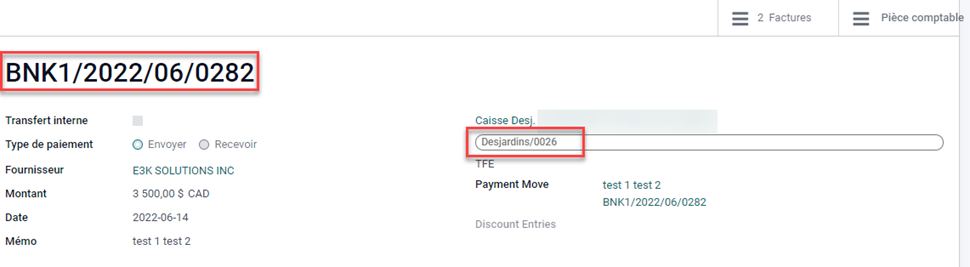 2 Factures
Pièce comptable
BNK1/2022/06/0282
Transfert interne
Type de paiement Envoyer Recevoir
Fournisseur E3K SOLUTIONS INC
Montant 3 500,00 $ CAD
Date 2022-06-14
Mémo test 1 test 2
Caisse Desj.
Desjardins/0026
TFE
Payment Move test 1 test 2
BNK1/2022/06/0282
Discount Entries